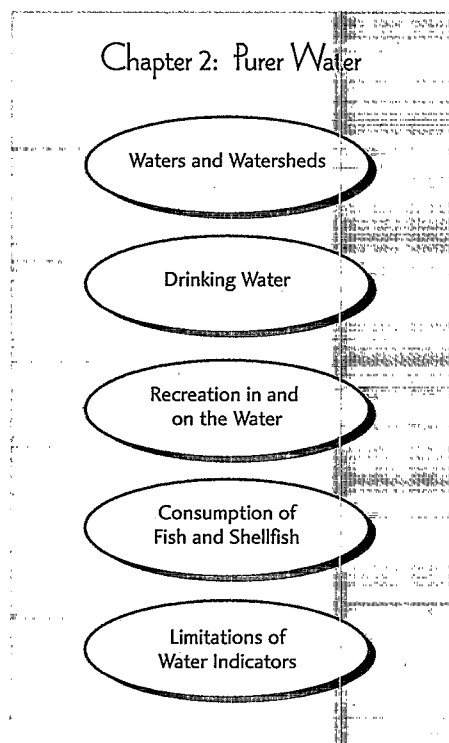 Chapter 2: Purer Water
Waters and Watersheds
Drinking Water
Recreation in and
on the Water
Consumption of
Fish and Shellfish
Limitations of
Water Indicators